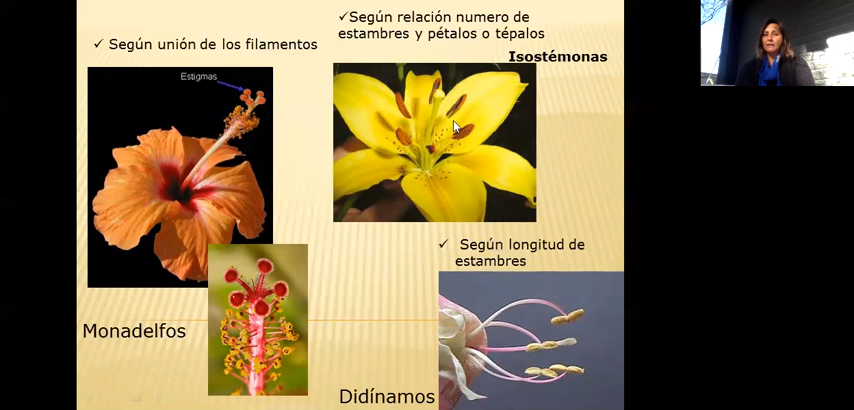 ✓ Según unión de los filamentos
Estigmas
Monadelfos
✓Según relación numero de
estambres y pétalos o tépalos
Isostémonas
✓ Según longitud de
estambres
Didínamos